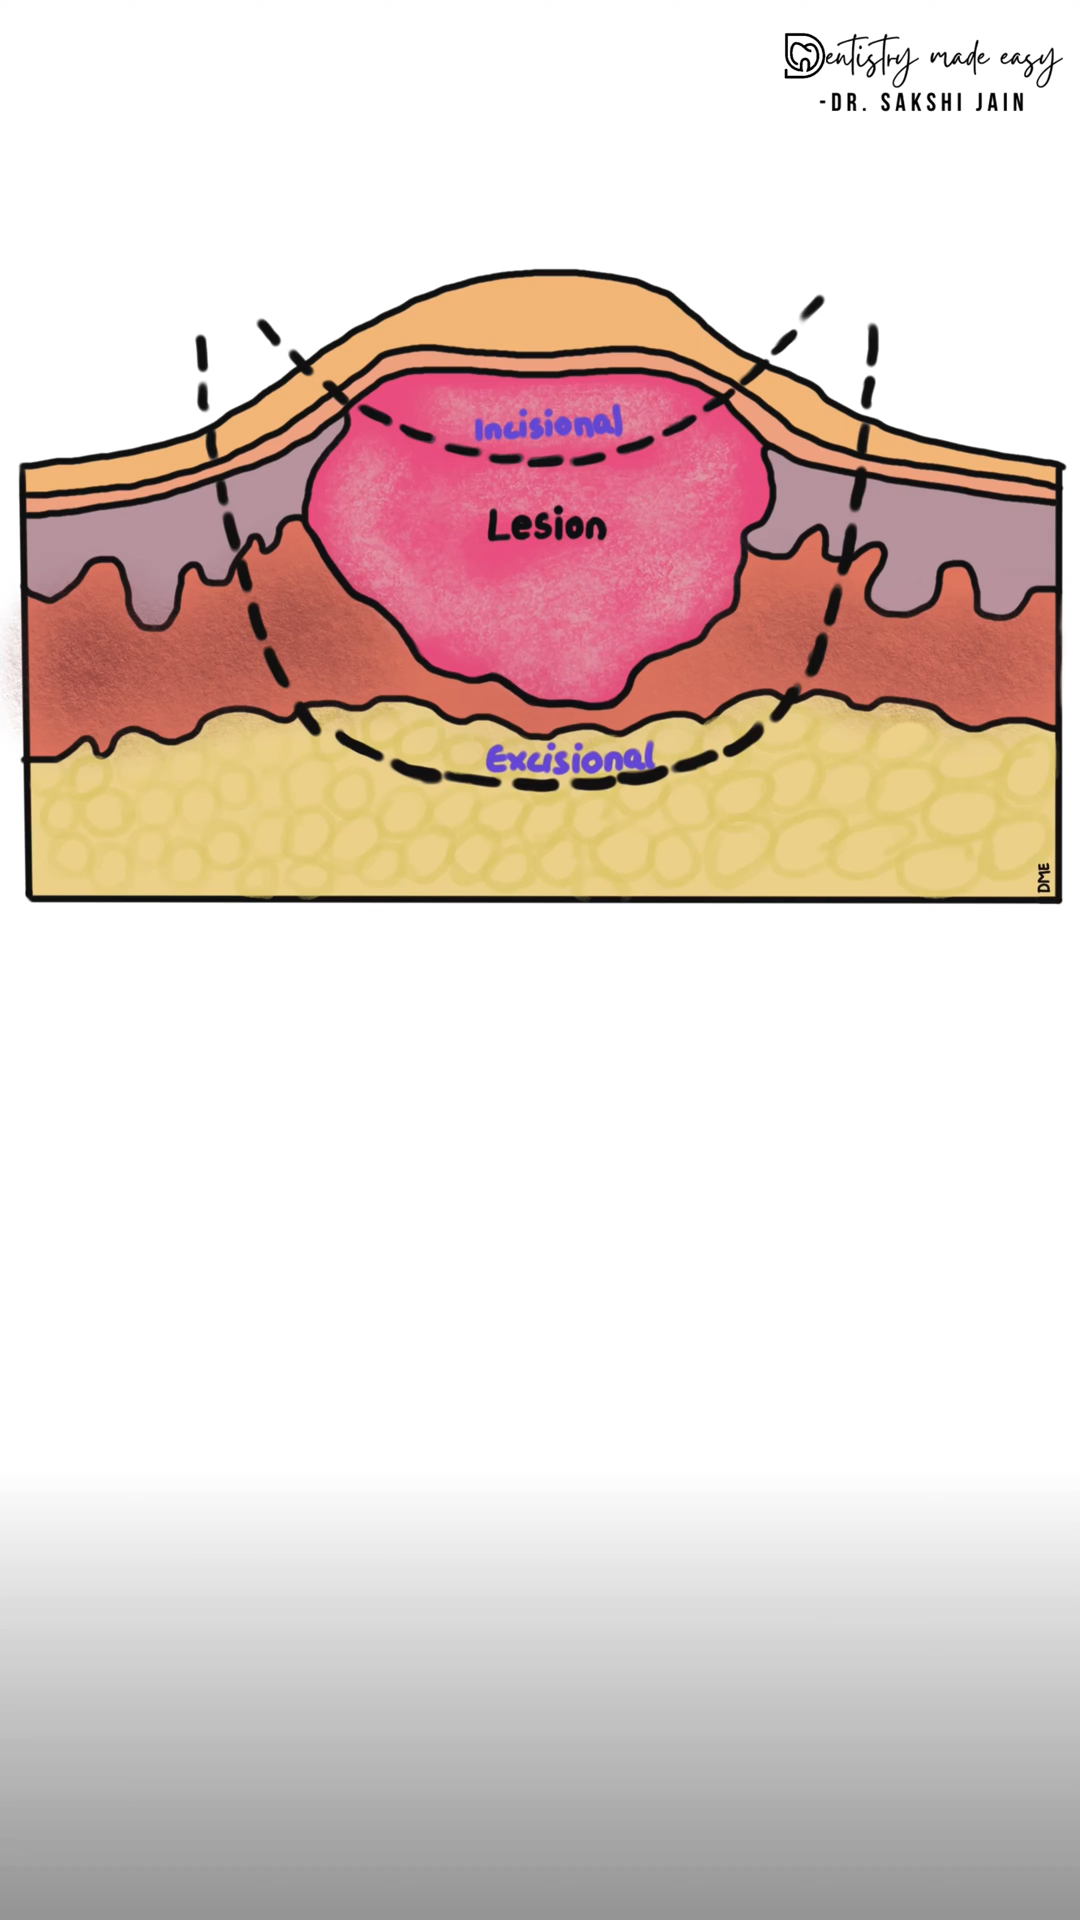 Dentistry made easy
-DR. SAKSHI JAIN
Incisional
Lesion
Excisional
DME